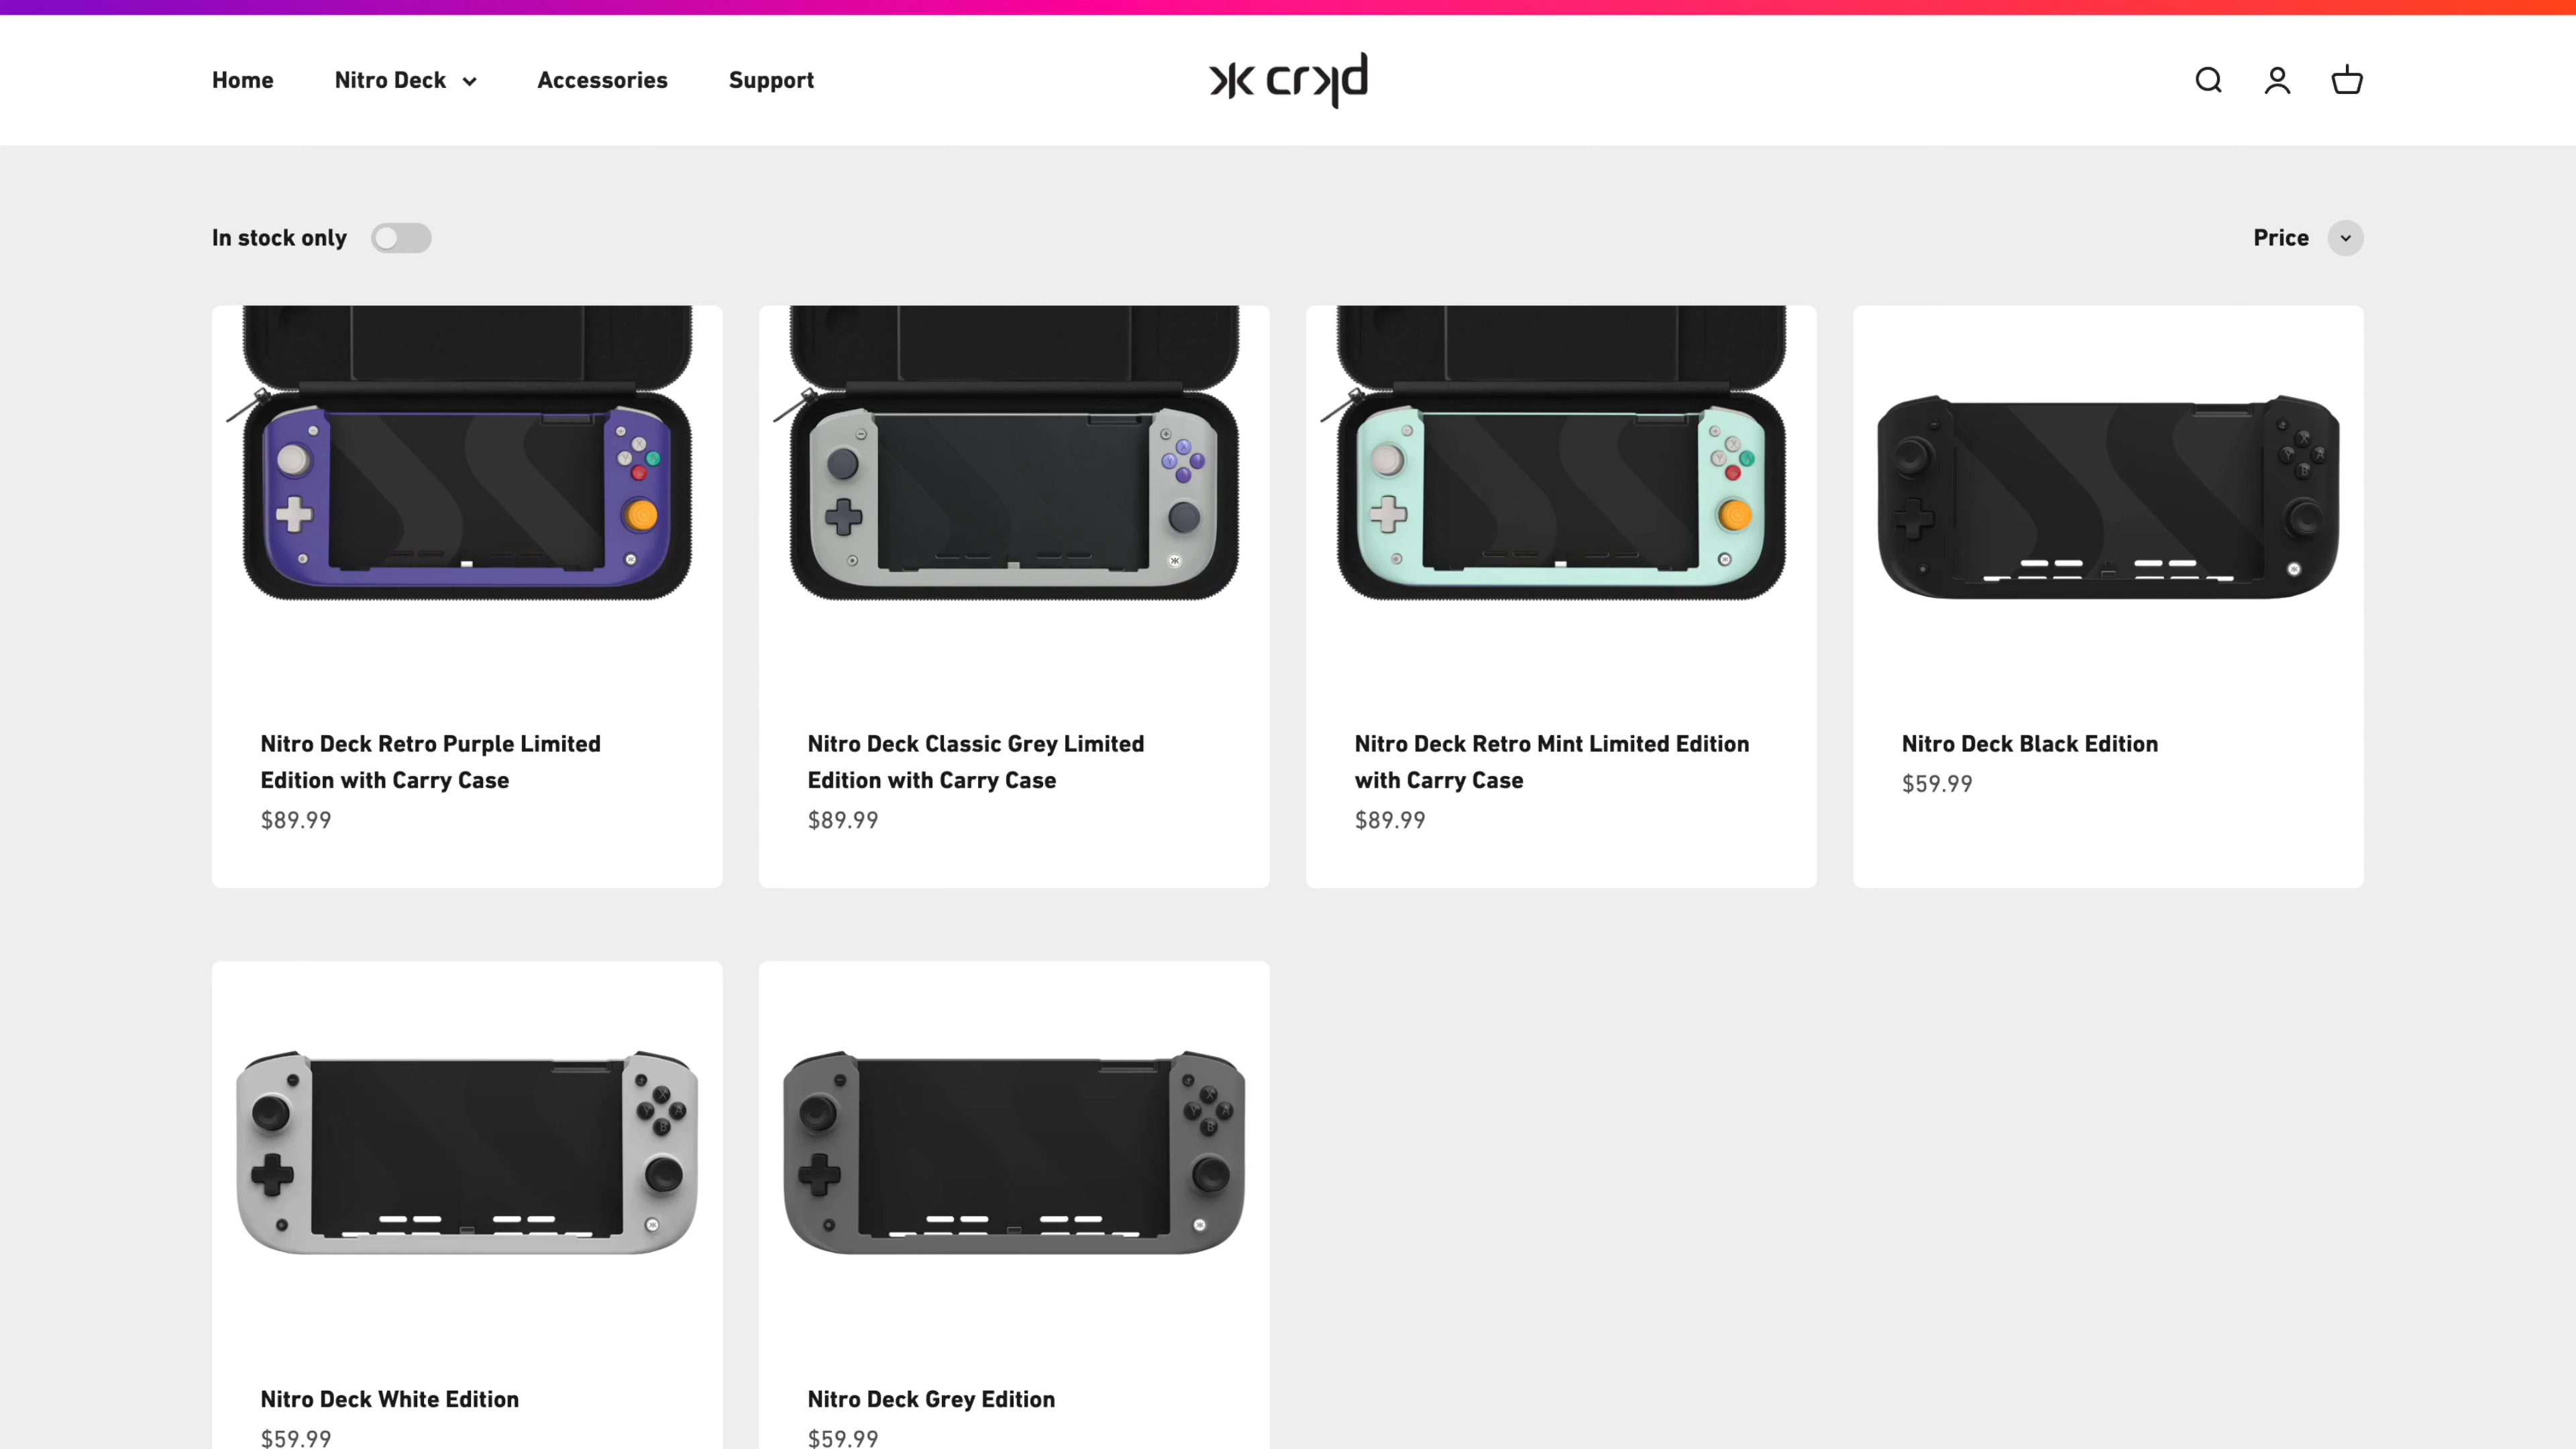 Home
Nitro Deck
Accessories
Support
crkd
In stock only
Price
Nitro Deck Retro Purple Limited
Edition with Carry Case
$89.99
Nitro Deck Classic Grey Limited
Edition with Carry Case
$89.99
Nitro Deck Retro Mint Limited Edition
with Carry Case
$89.99
Nitro Deck Black Edition
$59.99
Nitro Deck White Edition
$59.99
Nitro Deck Grey Edition
$59.99